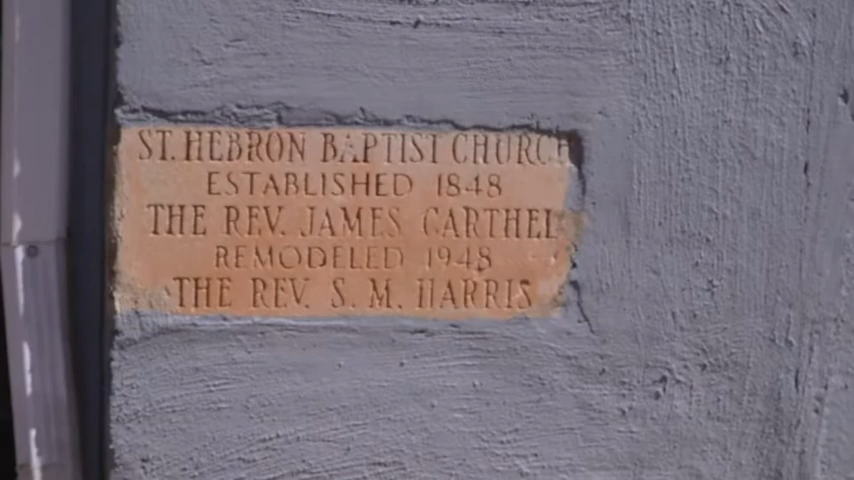 ST. HEBRON BAPTIST CHURCH
ESTABLISHED 1848
THE REV. JAMES CARTHEL
REMODELED 1948
THE REV. S. M. HARRIS